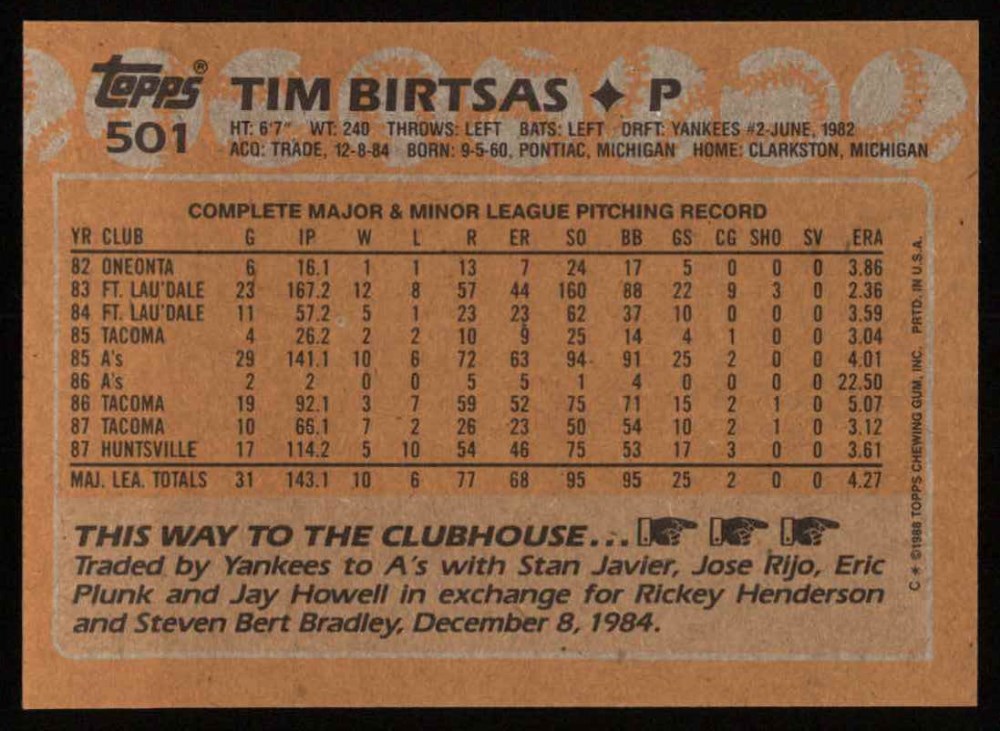 Topps® TIM BIRTSAS ✦ P
501 HT: 6'7" WT: 240 THROWS: LEFT BATS: LEFT DRFT: YANKEES #2-JUNE, 1982
ACQ: TRADE, 12-8-84 BORN: 9-5-60, PONTIAC, MICHIGAN HOME: CLARKSTON, MICHIGAN
COMPLETE MAJOR & MINOR LEAGUE PITCHING RECORD
YR CLUB G IP W L R ER SO BB GS CG SHO SV ERA
82 ONEONTA 6 16.1 1 1 13 7 24 17 5 0 0 0 3.86
83 FT. LAU'DALE 23 167.2 12 8 57 44 160 88 22 9 3 0 2.36
84 FT. LAU'DALE 11 57.2 5 1 23 23 62 37 10 0 0 0 3.59
85 TACOMA 4 26.2 2 2 10 9 25 14 4 1 0 0 3.04
85 A's 29 141.1 10 6 72 63 94 91 25 2 0 0 4.01
86 A's 2 2 0 0 5 5 1 4 0 0 0 0 22.50
86 TACOMA 19 92.1 3 7 59 52 75 71 15 2 1 0 5.07
87 TACOMA 10 66.1 7 2 26 23 50 54 10 2 1 0 3.12
87 HUNTSVILLE 17 114.2 5 10 54 46 75 53 17 3 0 0 3.61
MAJ. LEA. TOTALS 31 143.1 10 6 77 68 95 95 25 2 0 0 4.27
THIS WAY TO THE CLUBHOUSE...
Traded by Yankees to A's with Stan Javier, Jose Rijo, Eric
Plunk and Jay Howell in exchange for Rickey Henderson
and Steven Bert Bradley, December 8, 1984.
C * ©1988 TOPPS CHEWING GUM, INC. PRTD. IN U.S.A.